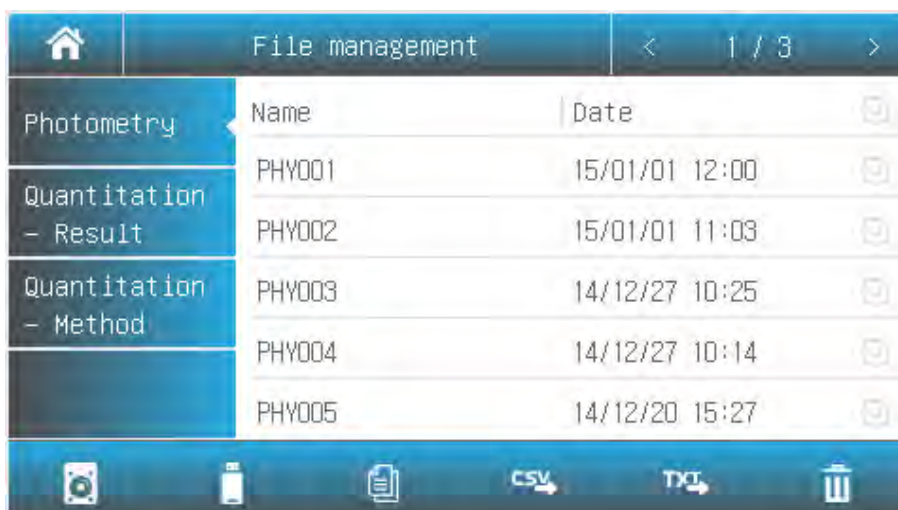 File management
< 1 / 3 >
Photometry
Quantitation
- Result
Quantitation
- Method
Name Date
PHY001 15/01/01 12:00
PHY002 15/01/01 11:03
PHY003 14/12/27 10:25
PHY004 14/12/27 10:14
PHY005 14/12/20 15:27
CSV
TXT